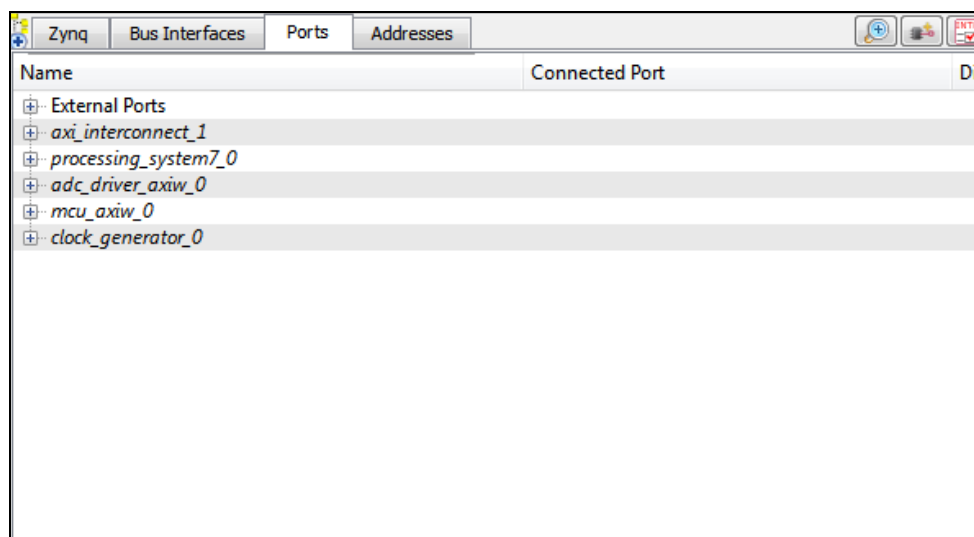 Zynq Bus Interfaces Ports Addresses
Name Connected Port
External Ports
axi_interconnect_1
processing_system7_0
adc_driver_axiw_0
mcu_axiw_0
clock_generator_0